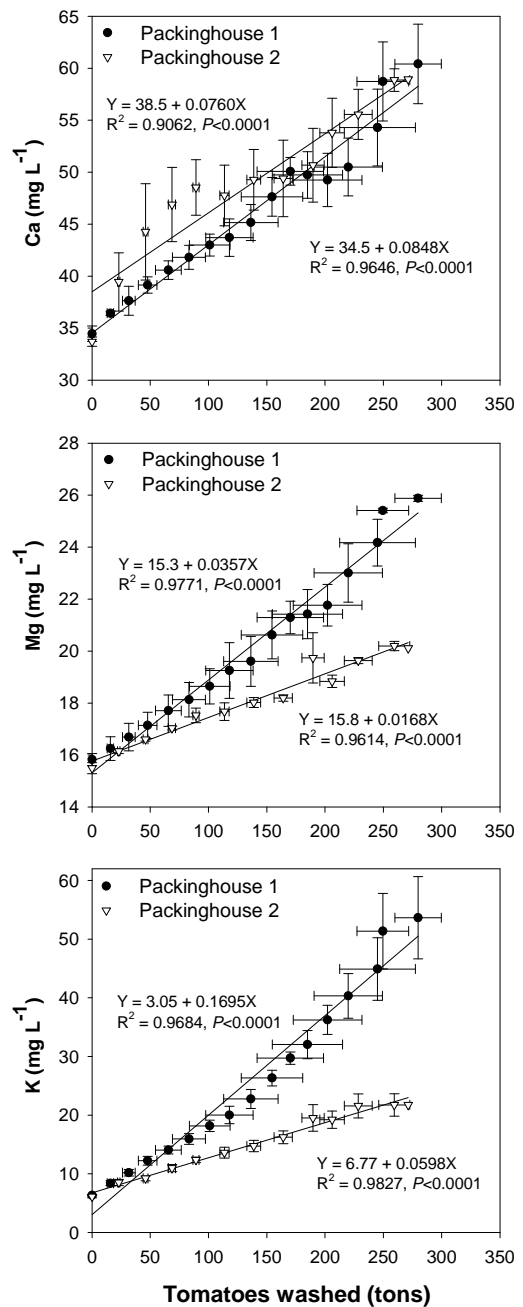 Packinghouse 1
Packinghouse 2
Y = 38.5 + 0.0760X
R² = 0.9062, P<0.0001
Y = 34.5 + 0.0848X
R² = 0.9646, P<0.0001
Ca (mg L⁻¹)
65
60
55
50
45
40
35
30
0 50 100 150 200 250 300 350
Packinghouse 1
Packinghouse 2
Y = 15.3 + 0.0357X
R² = 0.9771, P<0.0001
Y = 15.8 + 0.0168X
R² = 0.9614, P<0.0001
Mg (mg L⁻¹)
28
26
24
22
20
18
16
14
0 50 100 150 200 250 300 350
Packinghouse 1
Packinghouse 2
Y = 3.05 + 0.1695X
R² = 0.9684, P<0.0001
Y = 6.77 + 0.0598X
R² = 0.9827, P<0.0001
K (mg L⁻¹)
60
50
40
30
20
10
0
0 50 100 150 200 250 300 350
Tomatoes washed (tons)